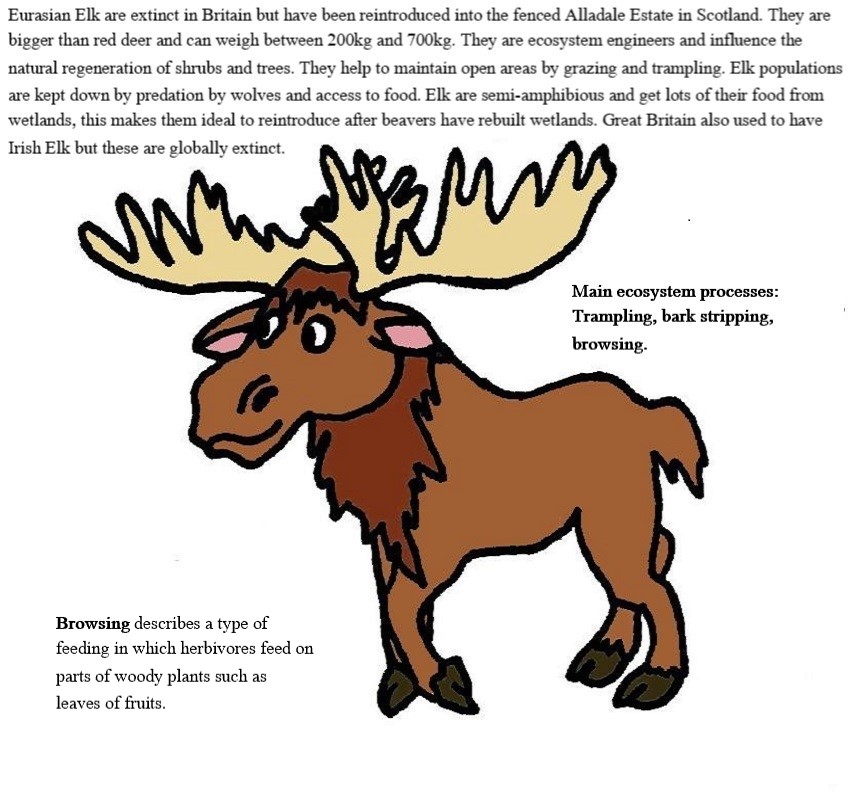 Eurasian Elk are extinct in Britain but have been reintroduced into the fenced Alladale Estate in Scotland. They are
bigger than red deer and can weigh between 200kg and 700kg. They are ecosystem engineers and influence the
natural regeneration of shrubs and trees. They help to maintain open areas by grazing and trampling. Elk populations
are kept down by predation by wolves and access to food. Elk are semi-amphibious and get lots of their food from
wetlands, this makes them ideal to reintroduce after beavers have rebuilt wetlands. Great Britain also used to have
Irish Elk but these are globally extinct.
Main ecosystem processes:
Trampling, bark stripping,
browsing.
Browsing describes a type of
feeding in which herbivores feed on
parts of woody plants such as
leaves of fruits.